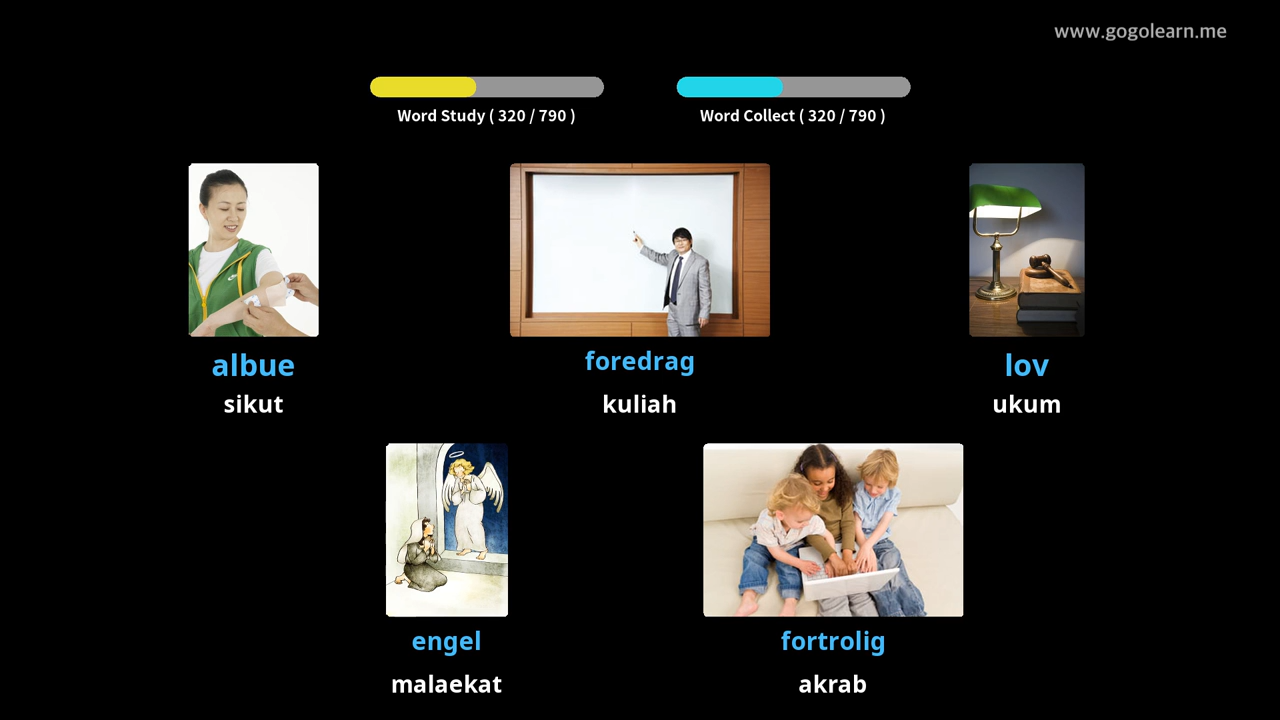 www.gogolearn.me
Word Study ( 320 / 790 )
Word Collect ( 320 / 790 )
albue
sikut
foredrag
kuliah
lov
ukum
engel
malaekat
fortrolig
akrab